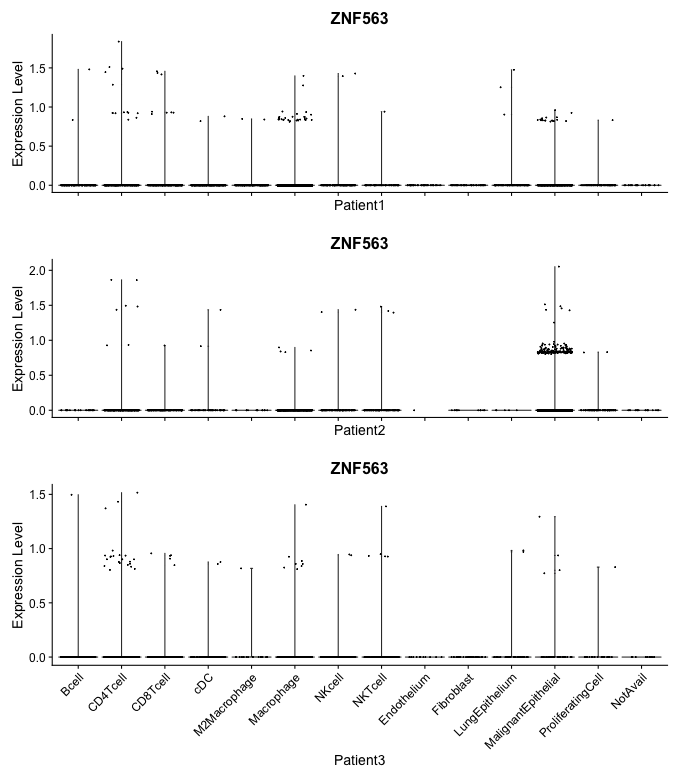 ZNF563
Expression Level
1.5
1.0
0.5
0.0
Patient1
ZNF563
Expression Level
2.0
1.5
1.0
0.5
0.0
Patient2
ZNF563
Expression Level
1.5
1.0
0.5
0.0
Bcell
CD4Tcell
CD8Tcell
cDC
M2Macrophage
Macrophage
NKcell
NKTcell
Endothelium
Fibroblast
LungEpithelium
MalignantEpithelial
ProliferatingCell
NotAvail
Patient3